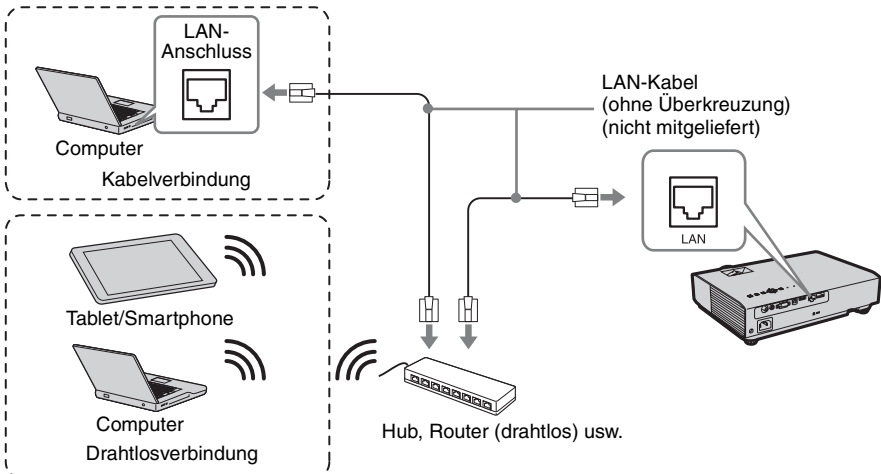 LAN-
Anschluss
Computer
Kabelverbindung
LAN-Kabel
(ohne Überkreuzung)
(nicht mitgeliefert)
LAN
Tablet/Smartphone
Computer
Drahtlosverbindung
Hub, Router (drahtlos) usw.